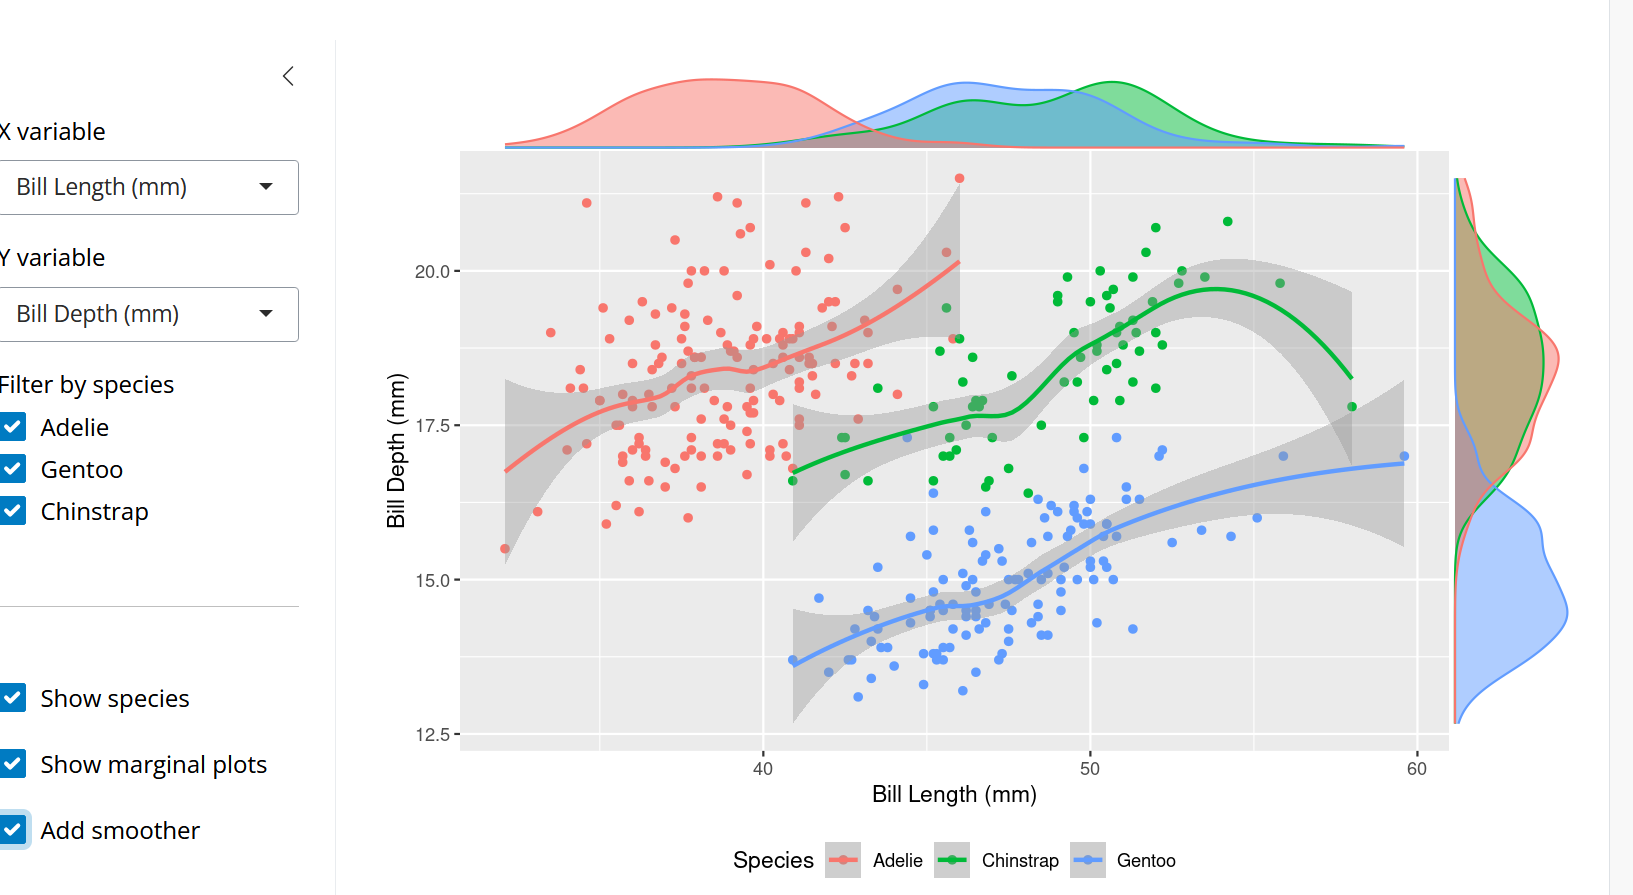 X variable
Bill Length (mm)
Y variable
Bill Depth (mm)
Filter by species
Adelie
Gentoo
Chinstrap
Show species
Show marginal plots
Add smoother
Bill Depth (mm)
20.0
17.5
15.0
12.5
40 50 60
Bill Length (mm)
Species Adelie Chinstrap Gentoo